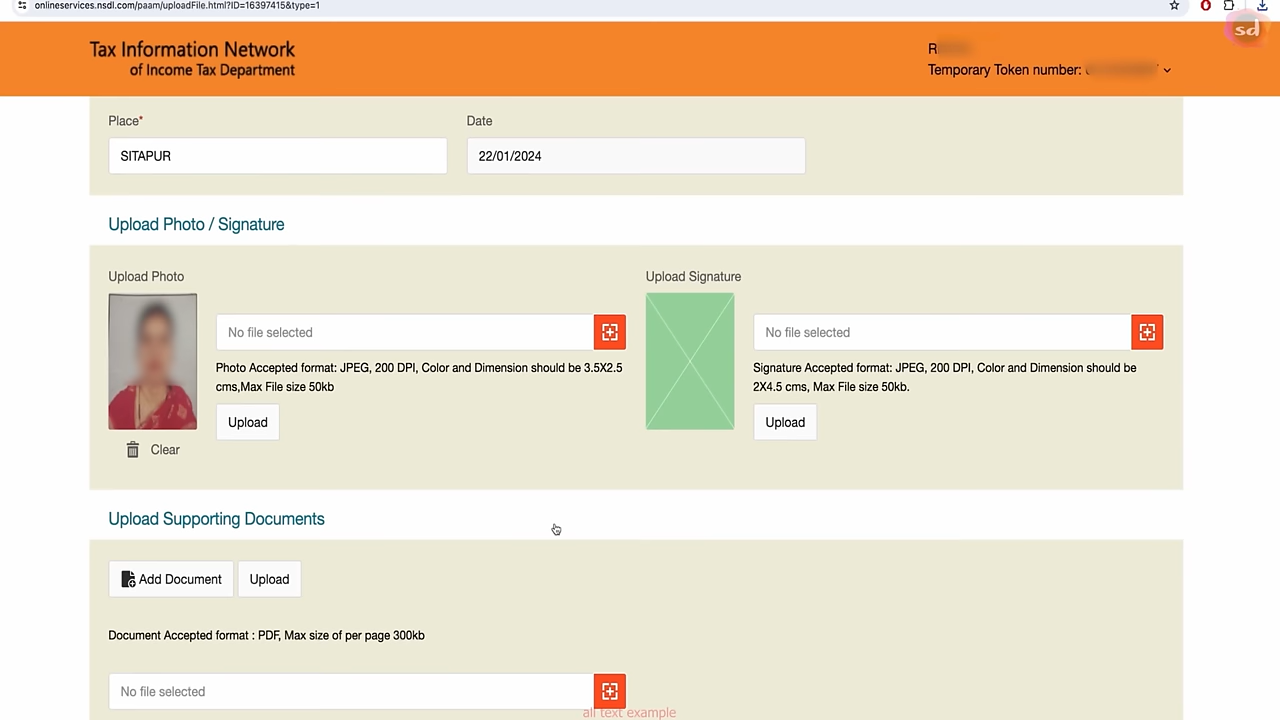 onlineservices.nsdl.com/paam/uploadFile.html?ID=16397415&type=1
sd
Tax Information Network
of Income Tax Department
R
Temporary Token number:
Place*
Date
SITAPUR
22/01/2024
Upload Photo / Signature
Upload Photo
Upload Signature
No file selected
No file selected
Photo Accepted format: JPEG, 200 DPI, Color and Dimension should be 3.5X2.5
cms,Max File size 50kb
Signature Accepted format: JPEG, 200 DPI, Color and Dimension should be
2X4.5 cms, Max File size 50kb.
Upload
Upload
Clear
Upload Supporting Documents
Add Document
Upload
Document Accepted format : PDF, Max size of per page 300kb
No file selected
all text example